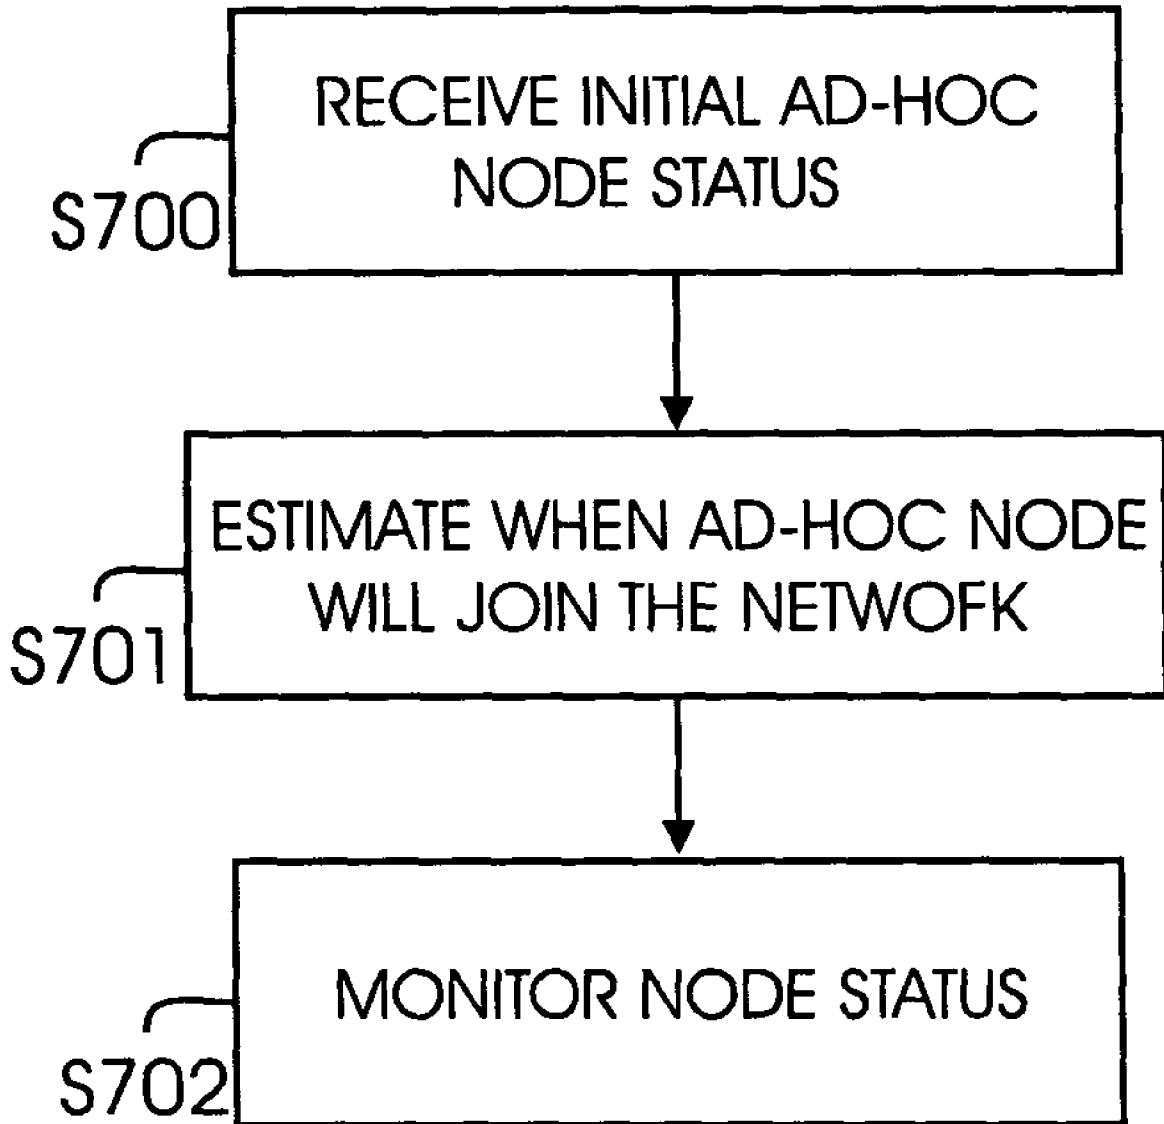 RECEIVE INITIAL AD-HOC
NODE STATUS
S700
ESTIMATE WHEN AD-HOC NODE
WILL JOIN THE NETWOFK
S701
MONITOR NODE STATUS
S702